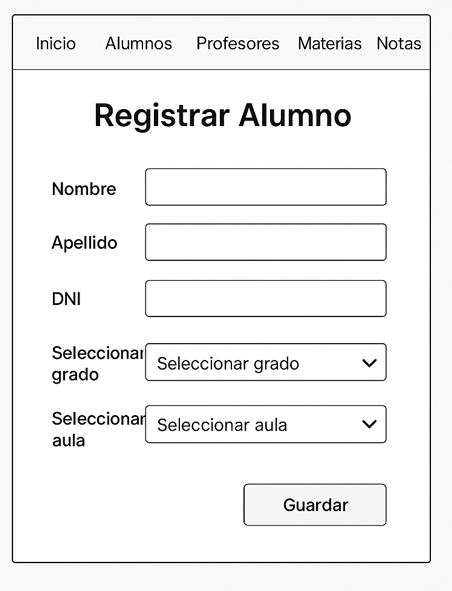 Inicio Alumnos Profesores Materias Notas
Registrar Alumno
Nombre
Apellido
DNI
Seleccionar
grado
Seleccionar grado
Seleccionar
aula
Seleccionar aula
Guardar